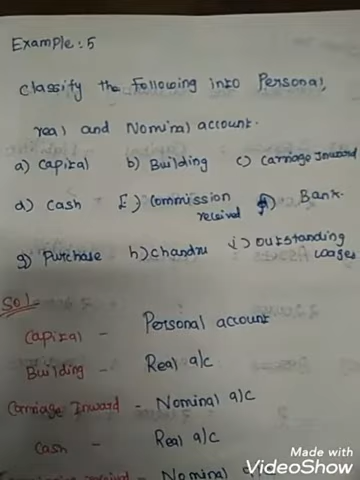 Example: 5
Classify the Following into Personal,
real and Nominal account.
a) Capital b) Building c) Carriage Inward
d) Cash E) Commission received f) Bank.
g) Purchase h) chandru i) outstanding wages
Sol
Capital - Personal account
Building - Real a/c
Carriage Inward - Nominal a/c
Cash - Real a/c
Nominal
Made with
VideoShow